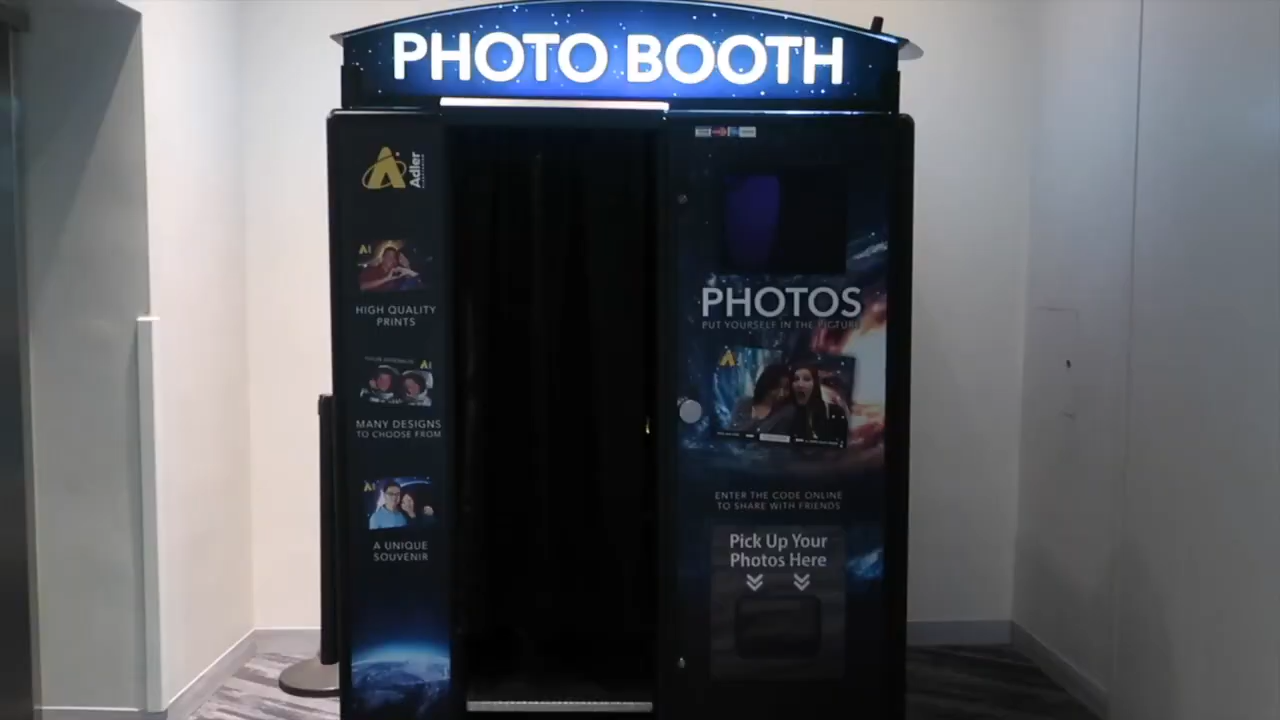 PHOTO BOOTH
Adler
HIGH QUALITY
PRINTS
MANY DESIGNS
TO CHOOSE FROM
A UNIQUE
SOUVENIR
PHOTOS
PUT YOURSELF IN THE PICTURE
ENTER THE CODE ONLINE
TO SHARE WITH FRIENDS
Pick Up Your
Photos Here